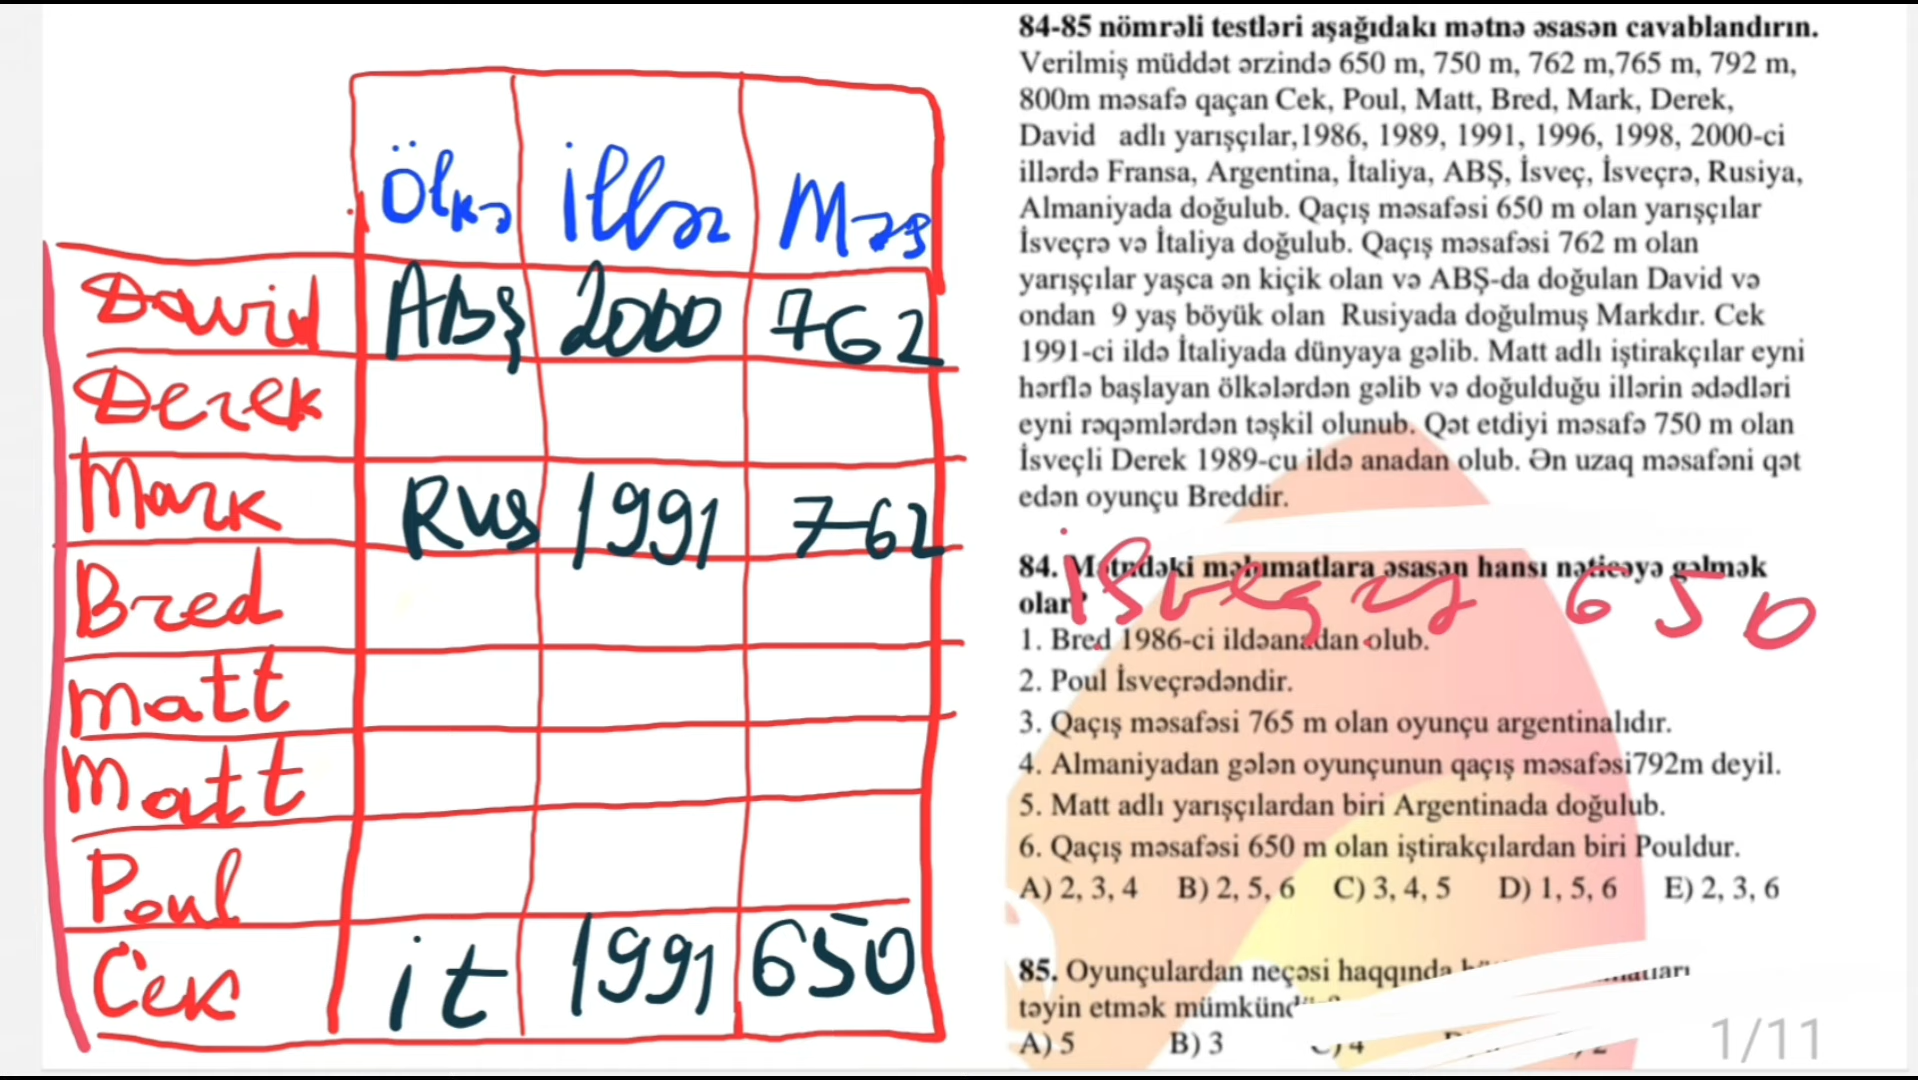 Ölkə İllər Məs
David ABŞ 2000 762
Derek
Mark Rus 1991 762
Bred
Matt
Matt
Poul
Cek it 1991 650
84-85 nömrəli testləri aşağıdakı mətnə əsasən cavablandırın.
Verilmiş müddət ərzində 650 m, 750 m, 762 m,765 m, 792 m,
800m məsafə qaçan Cek, Poul, Matt, Bred, Mark, Derek,
David adlı yarışçılar,1986, 1989, 1991, 1996, 1998, 2000-ci
illərdə Fransa, Argentina, İtaliya, ABŞ, İsveç, İsveçrə, Rusiya,
Almaniyada doğulub. Qaçış məsafəsi 650 m olan yarışçılar
İsveçrə və İtaliya doğulub. Qaçış məsafəsi 762 m olan
yarışçılar yaşca ən kiçik olan və ABŞ-da doğulan David və
ondan 9 yaş böyük olan Rusiyada doğulmuş Markdır. Cek
1991-ci ildə İtaliyada dünyaya gəlib. Matt adlı iştirakçılar eyni
hərflə başlayan ölkələrdən gəlib və doğulduğu illərin ədədləri
eyni rəqəmlərdən təşkil olunub. Qət etdiyi məsafə 750 m olan
İsveçli Derek 1989-cu ildə anadan olub. Ən uzaq məsafəni qət
edən oyunçu Breddir.
İsveçrə 650
84. Mətndəki məlumatlara əsasən hansı nəticəyə gəlmək
olar?
1. Bred 1986-ci ildəanadan olub.
2. Poul İsveçrədəndir.
3. Qaçış məsafəsi 765 m olan oyunçu argentinalıdır.
4. Almaniyadan gələn oyunçunun qaçış məsafəsi792m deyil.
5. Matt adlı yarışçılardan biri Argentinada doğulub.
6. Qaçış məsafəsi 650 m olan iştirakçılardan biri Pouldur.
A) 2, 3, 4 B) 2, 5, 6 C) 3, 4, 5 D) 1, 5, 6 E) 2, 3, 6
85. Oyunçulardan neçəsi haqqında
təyin etmək
A) 5 B) 3 4
1/11